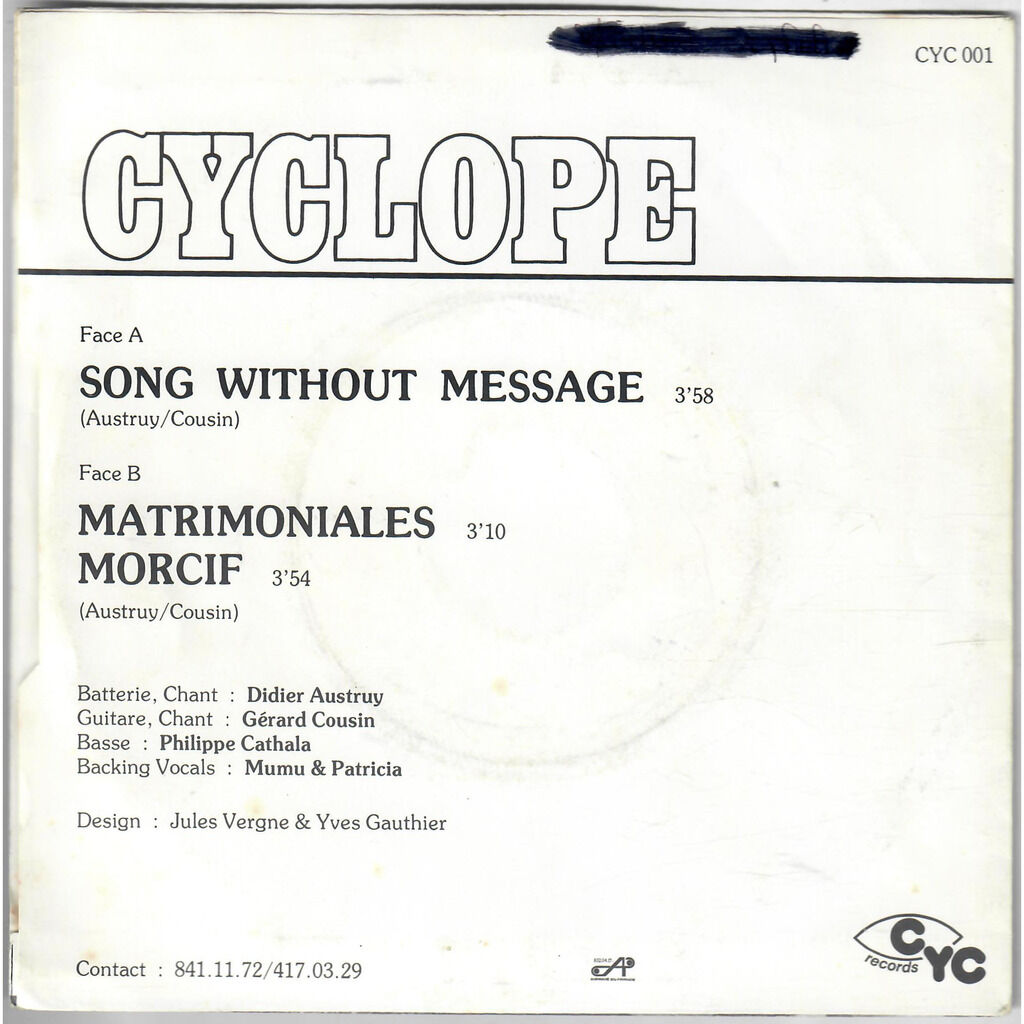 CYC 001
CYCLOPE
Face A
SONG WITHOUT MESSAGE 3'58
(Austruy/Cousin)
Face B
MATRIMONIALES 3'10
MORCIF 3'54
(Austruy/Cousin)
Batterie, Chant : Didier Austruy
Guitare, Chant : Gérard Cousin
Basse : Philippe Cathala
Backing Vocals : Mumu & Patricia
Design : Jules Vergne & Yves Gauthier
Contact : 841.11.72/417.03.29
CYC
records